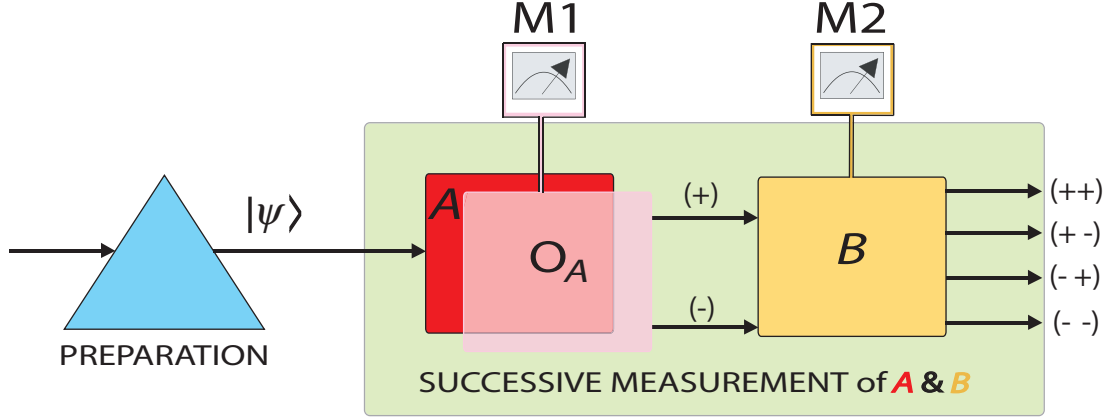 M1
M2
|ψ⟩
A
O_A
(+)
(-)
B
(++)
(+ -)
(- +)
(- -)
PREPARATION
SUCCESSIVE MEASUREMENT of A & B